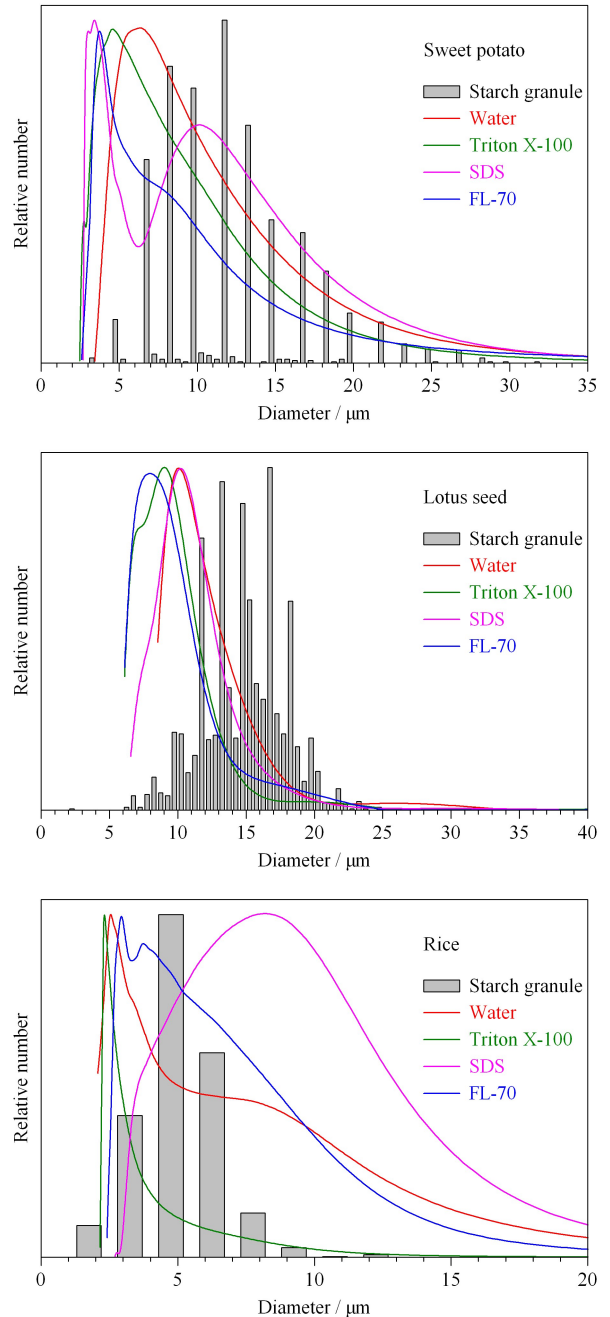 Relative number
Sweet potato
Starch granule
Water
Triton X-100
SDS
FL-70
0 5 10 15 20 25 30 35
Diameter / μm
Relative number
Lotus seed
Starch granule
Water
Triton X-100
SDS
FL-70
0 5 10 15 20 25 30 35 40
Diameter / μm
Relative number
Rice
Starch granule
Water
Triton X-100
SDS
FL-70
0 5 10 15 20
Diameter / μm